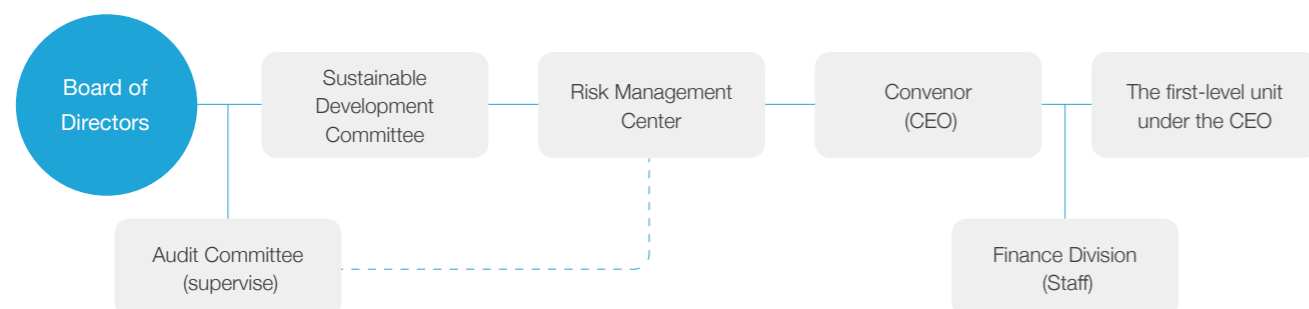 Board of
Directors
Sustainable
Development
Committee
Risk Management
Center
Convenor
(CEO)
The first-level unit
under the CEO
Audit Committee
(supervise)
Finance Division
(Staff)